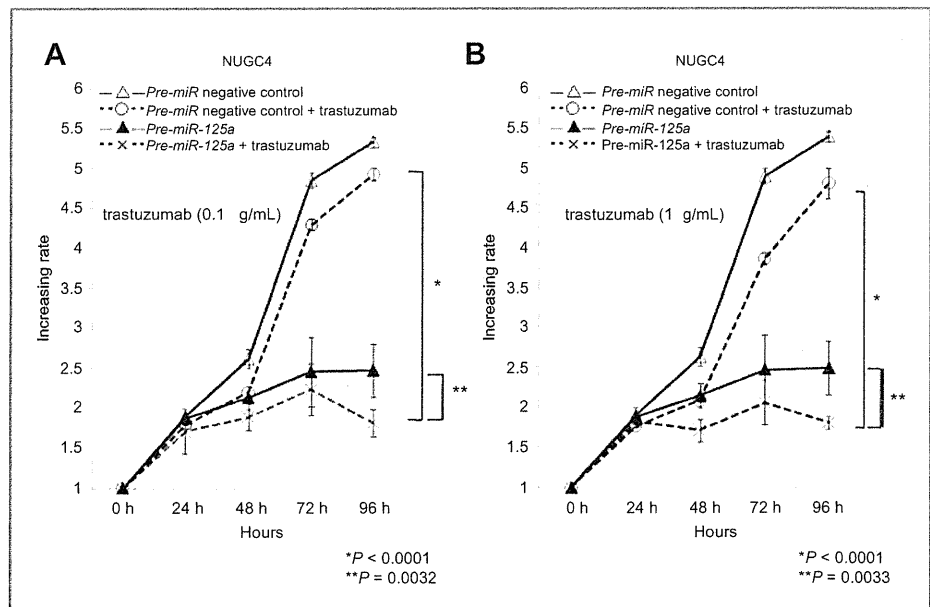 A
NUGC4
Pre-miR negative control
Pre-miR negative control + trastuzumab
Pre-miR-125a
Pre-miR-125a + trastuzumab
trastuzumab (0.1 g/mL)
Increasing rate
6
5.5
5
4.5
4
3.5
3
2.5
2
1.5
1
0 h 24 h 48 h 72 h 96 h
Hours
*
**
*P < 0.0001
**P = 0.0032
B
NUGC4
Pre-miR negative control
Pre-miR negative control + trastuzumab
Pre-miR-125a
Pre-miR-125a + trastuzumab
trastuzumab (1 g/mL)
Increasing rate
6
5.5
5
4.5
4
3.5
3
2.5
2
1.5
1
0 h 24 h 48 h 72 h 96 h
Hours
*
**
*P < 0.0001
**P = 0.0033